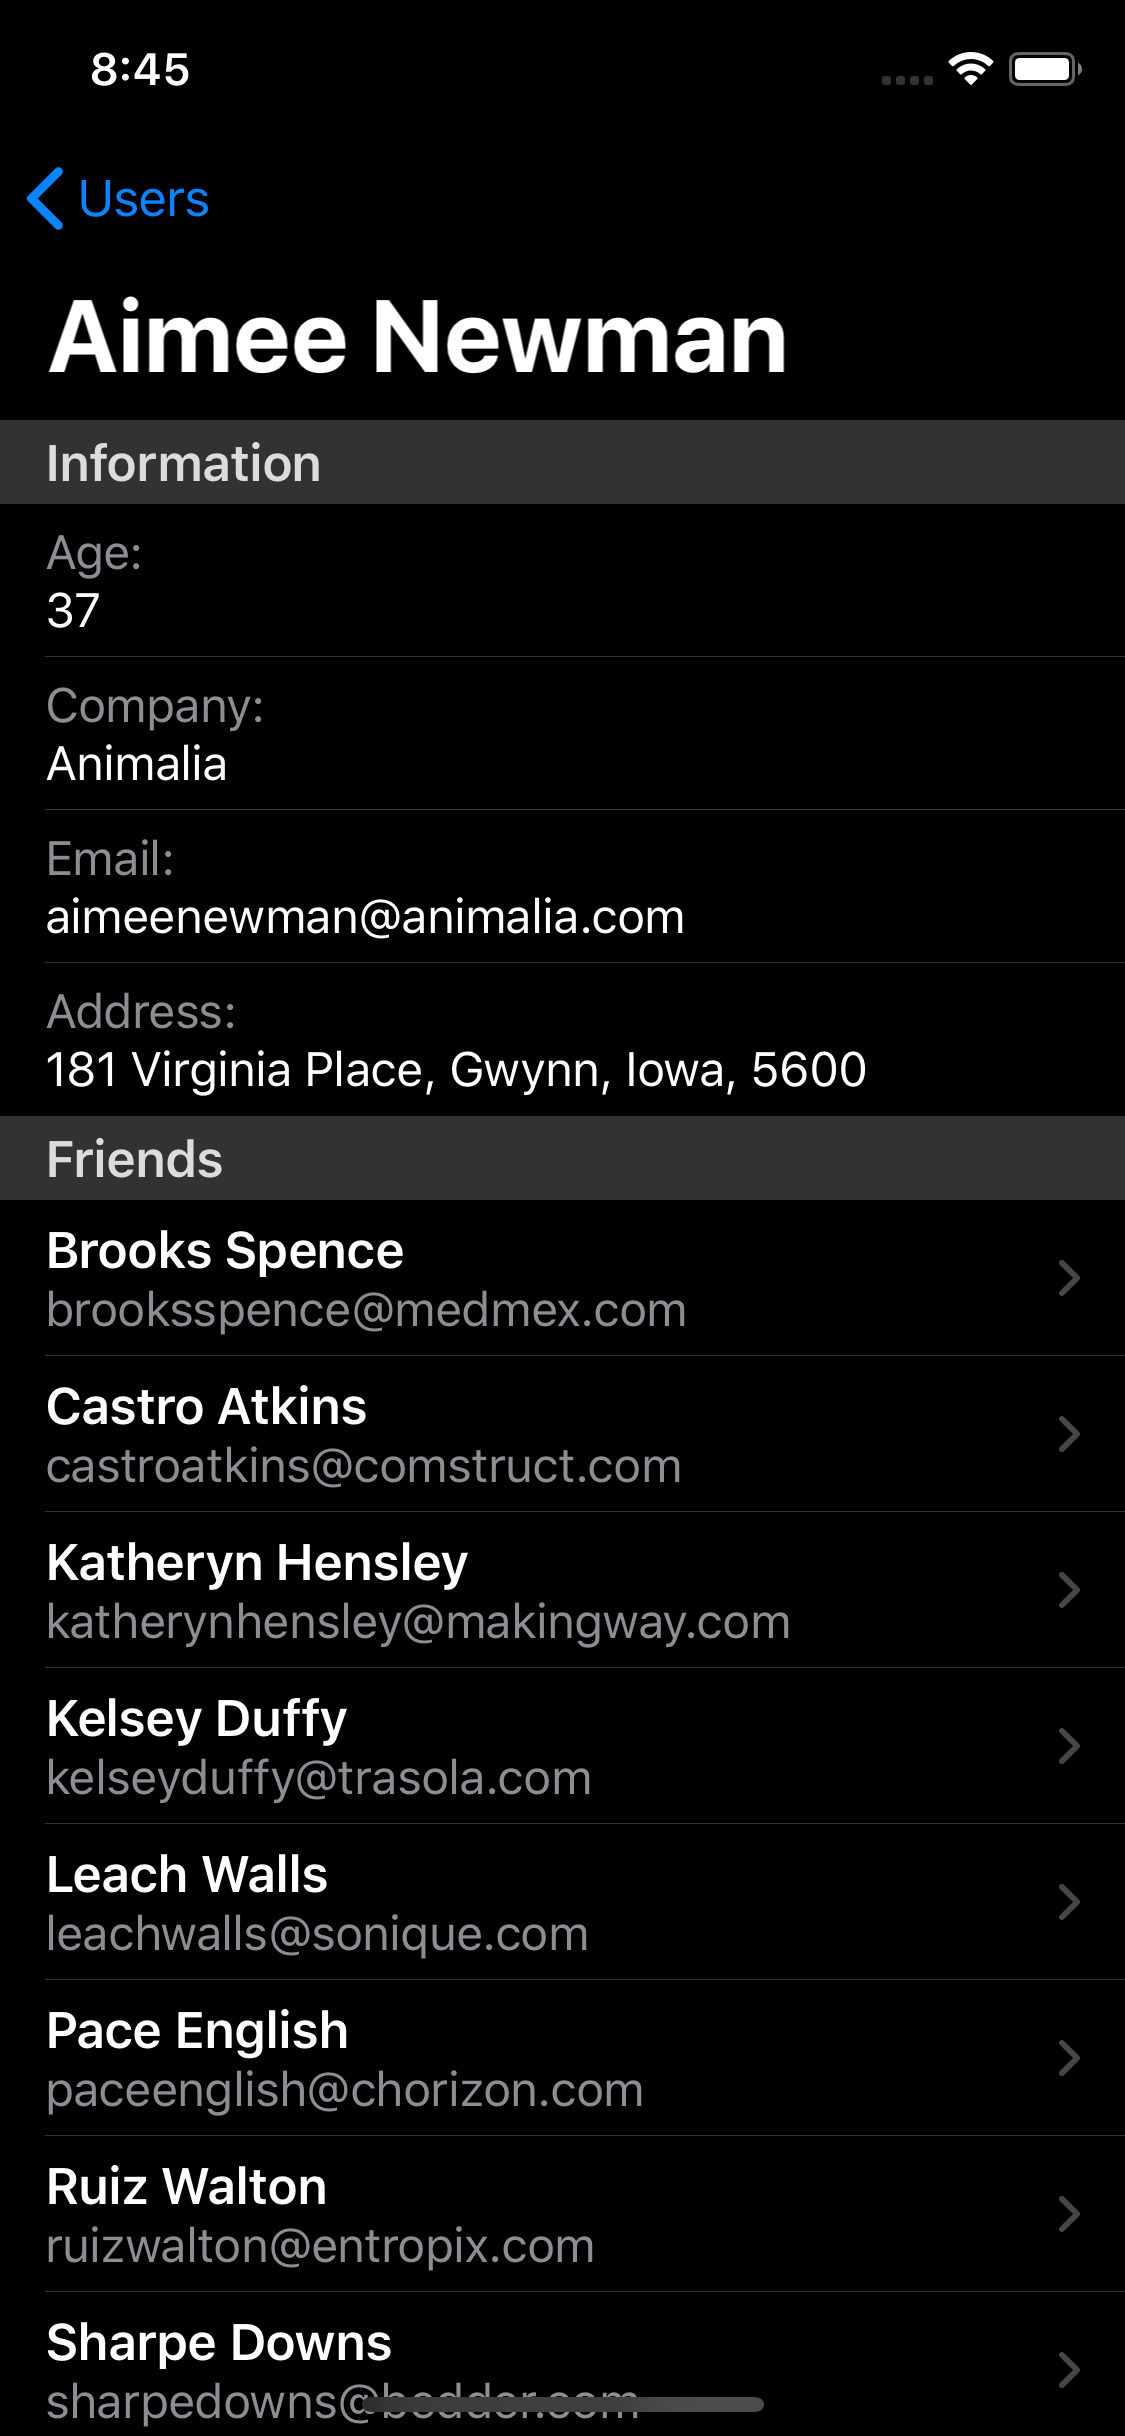 8:45
Users
Aimee Newman
Information
Age:
37
Company:
Animalia
Email:
aimeenewman@animalia.com
Address:
181 Virginia Place, Gwynn, Iowa, 5600
Friends
Brooks Spence
brooksspence@medmex.com
Castro Atkins
castroatkins@comstruct.com
Katheryn Hensley
katherynhensley@makingway.com
Kelsey Duffy
kelseyduffy@trasola.com
Leach Walls
leachwalls@sonique.com
Pace English
paceenglish@chorizon.com
Ruiz Walton
ruizwalton@entropix.com
Sharpe Downs
sharpedowns@bedder.com